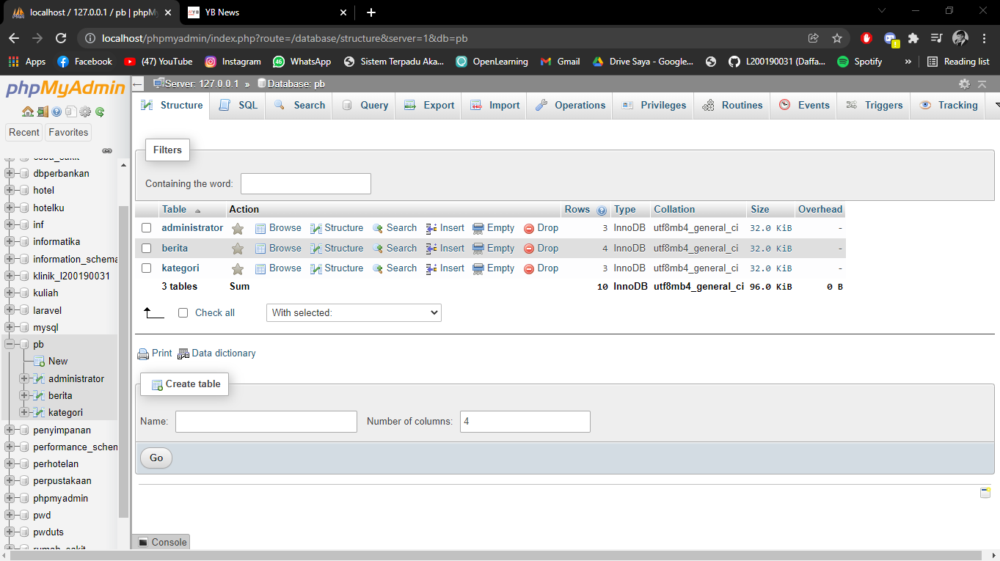 localhost / 127.0.0.1 / pb | phpM
YB News
localhost/phpmyadmin/index.php?route=/database/structure&server=1&db=pb
Apps Facebook (47) YouTube Instagram WhatsApp Sistem Terpadu Aka... OpenLearning Gmail Drive Saya - Google... L200190031 (Daffa... Spotify » Reading list
phpMyAdmin
Recent Favorites
dbperbankan
hotel
hotelku
inf
informatika
information_schema
klinik_l200190031
kuliah
laravel
mysql
pb
New
administrator
berita
kategori
penyimpanan
performance_schem
perhotelan
perpustakaan
phpmyadmin
pwd
pwduts
Server: 127.0.0.1 » Database: pb
Structure SQL Search Query Export Import Operations Privileges Routines Events Triggers Tracking
Filters
Containing the word:
Table Action Rows Type Collation Size Overhead
administrator Browse Structure Search Insert Empty Drop 3 InnoDB utf8mb4_general_ci 32.0 KiB -
berita Browse Structure Search Insert Empty Drop 4 InnoDB utf8mb4_general_ci 32.0 KiB -
kategori Browse Structure Search Insert Empty Drop 3 InnoDB utf8mb4_general_ci 32.0 KiB -
3 tables Sum 10 InnoDB utf8mb4_general_ci 96.0 KiB 0 B
Check all With selected:
Print Data dictionary
Create table
Name: Number of columns: 4
Go
Console